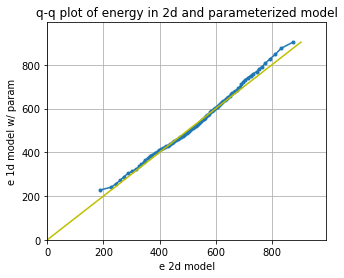 q-q plot of energy in 2d and parameterized model
e 1d model w/ param
800
600
400
200
0
0 200 400 600 800
e 2d model